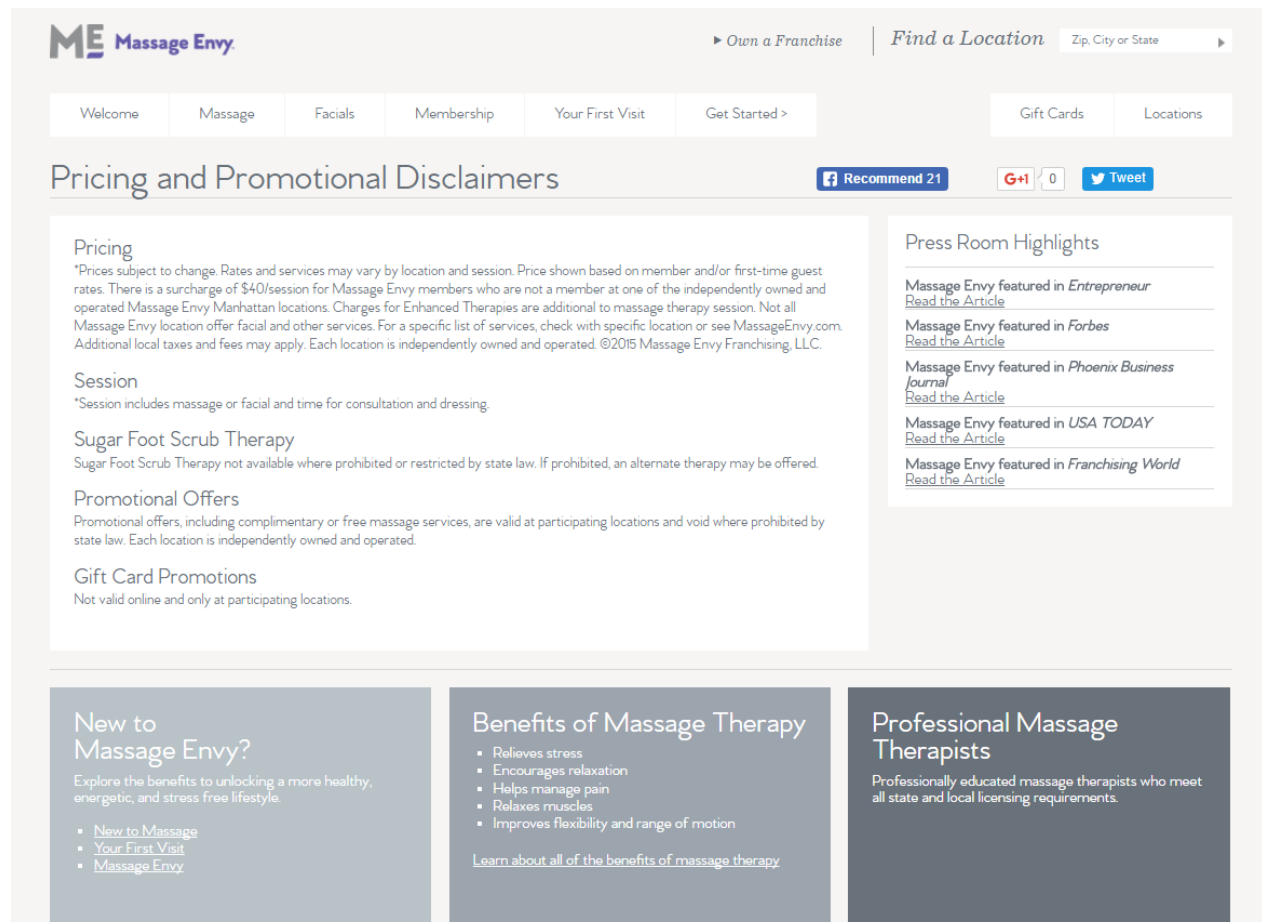 ME Massage Envy.
▸ Own a Franchise
Find a Location
Zip, City or State
Welcome
Massage
Facials
Membership
Your First Visit
Get Started >
Gift Cards
Locations
Pricing and Promotional Disclaimers
Recommend 21
G+1
0
Tweet
Pricing
*Prices subject to change. Rates and services may vary by location and session. Price shown based on member and/or first-time guest
rates. There is a surcharge of $40/session for Massage Envy members who are not a member at one of the independently owned and
operated Massage Envy Manhattan locations. Charges for Enhanced Therapies are additional to massage therapy session. Not all
Massage Envy location offer facial and other services. For a specific list of services, check with specific location or see MassageEnvy.com.
Additional local taxes and fees may apply. Each location is independently owned and operated. ©2015 Massage Envy Franchising, LLC.
Session
*Session includes massage or facial and time for consultation and dressing.
Sugar Foot Scrub Therapy
Sugar Foot Scrub Therapy not available where prohibited or restricted by state law. If prohibited, an alternate therapy may be offered.
Promotional Offers
Promotional offers, including complimentary or free massage services, are valid at participating locations and void where prohibited by
state law. Each location is independently owned and operated.
Gift Card Promotions
Not valid online and only at participating locations.
Press Room Highlights
Massage Envy featured in Entrepreneur
Read the Article
Massage Envy featured in Forbes
Read the Article
Massage Envy featured in Phoenix Business
Journal
Read the Article
Massage Envy featured in USA TODAY
Read the Article
Massage Envy featured in Franchising World
Read the Article
New to
Massage Envy?
Explore the benefits to unlocking a more healthy,
energetic, and stress free lifestyle.
▪ New to Massage
▪ Your First Visit
▪ Massage Envy
Benefits of Massage Therapy
▪ Relieves stress
▪ Encourages relaxation
▪ Helps manage pain
▪ Relaxes muscles
▪ Improves flexibility and range of motion
Learn about all of the benefits of massage therapy
Professional Massage
Therapists
Professionally educated massage therapists who meet
all state and local licensing requirements.